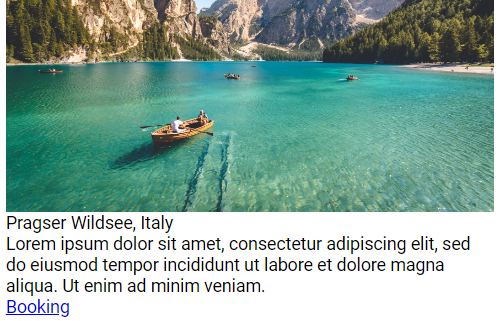 Pragser Wildsee, Italy
Lorem ipsum dolor sit amet, consectetur adipiscing elit, sed
do eiusmod tempor incididunt ut labore et dolore magna
aliqua. Ut enim ad minim veniam.
Booking